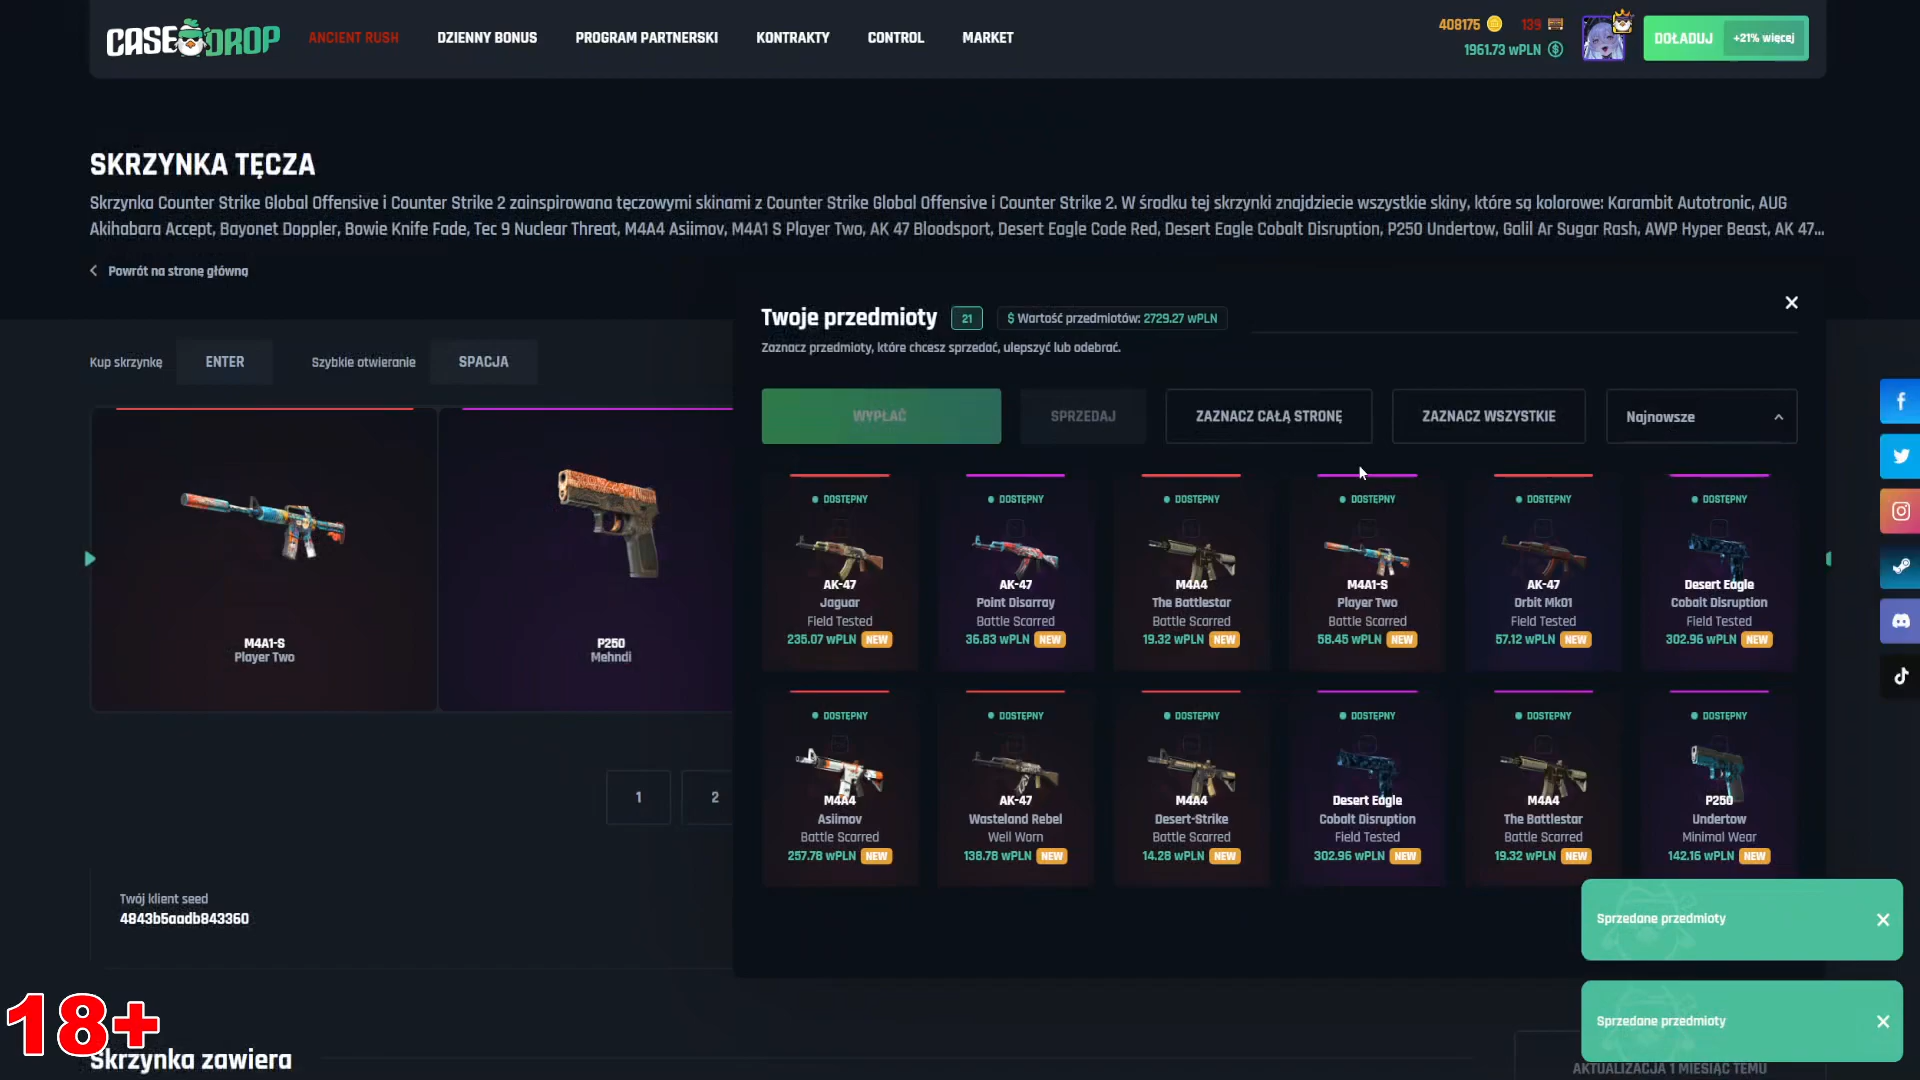 CASE DROP
ANCIENT RUSH
DZIENNY BONUS
PROGRAM PARTNERSKI
KONTRAKTY
CONTROL
MARKET
408175
139
1961.73 wPLN
DOŁADUJ
+21% więcej
SKRZYNKA TĘCZA
Skrzynka Counter Strike Global Offensive i Counter Strike 2 zainspirowana tęczowymi skinami z Counter Strike Global Offensive i Counter Strike 2. W środku tej skrzynki znajdziecie wszystkie skiny, które są kolorowe: Karambit Autotronic, AUG
Akihabara Accept, Bayonet Doppler, Bowie Knife Fade, Tec 9 Nuclear Threat, M4A4 Asiimov, M4A1 S Player Two, AK 47 Bloodsport, Desert Eagle Code Red, Desert Eagle Cobalt Disruption, P250 Undertow, Galil Ar Sugar Rash, AWP Hyper Beast, AK 47...
Powrót na stronę główną
Kup skrzynkę
ENTER
Szybkie otwieranie
SPACJA
M4A1-S
Player Two
P250
Mehndi
1
2
Twój klient seed
4843b5aadb843360
Twoje przedmioty
21
$ Wartość przedmiotów: 2729.27 wPLN
Zaznacz przedmioty, które chcesz sprzedać, ulepszyć lub odebrać.
WYPŁAĆ
SPRZEDAJ
ZAZNACZ CAŁĄ STRONĘ
ZAZNACZ WSZYSTKIE
Najnowsze
DOSTĘPNY
AK-47
Jaguar
Field Tested
235.07 wPLN NEW
DOSTĘPNY
AK-47
Point Disarray
Battle Scarred
36.83 wPLN NEW
DOSTĘPNY
M4A4
The Battlestar
Battle Scarred
19.32 wPLN NEW
DOSTĘPNY
M4A1-S
Player Two
Battle Scarred
58.45 wPLN NEW
DOSTĘPNY
AK-47
Orbit Mk01
Field Tested
57.12 wPLN NEW
DOSTĘPNY
Desert Eagle
Cobalt Disruption
Field Tested
302.96 wPLN NEW
DOSTĘPNY
M4A4
Asiimov
Battle Scarred
257.78 wPLN NEW
DOSTĘPNY
AK-47
Wasteland Rebel
Well Worn
138.78 wPLN NEW
DOSTĘPNY
M4A4
Desert-Strike
Battle Scarred
14.28 wPLN NEW
DOSTĘPNY
Desert Eagle
Cobalt Disruption
Field Tested
302.96 wPLN NEW
DOSTĘPNY
M4A4
The Battlestar
Battle Scarred
19.32 wPLN NEW
DOSTĘPNY
P250
Undertow
Minimal Wear
142.16 wPLN NEW
Sprzedane przedmioty
Sprzedane przedmioty
18+
Skrzynka zawiera
AKTUALIZACJA 1 MIESIĄC TEMU